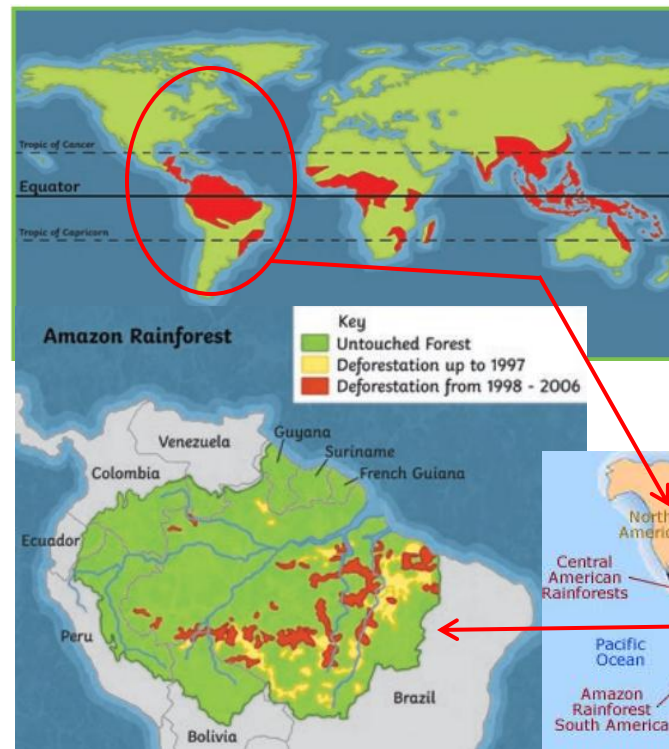 Tropic of Cancer
Equator
Tropic of Capricorn
Amazon Rainforest
Key
Untouched Forest
Deforestation up to 1997
Deforestation from 1998 - 2006
Guyana
Suriname
French Guiana
Venezuela
Colombia
Ecuador
Peru
Brazil
Bolivia
North
America
Central
American
Rainforests
Pacific
Ocean
Amazon
Rainforest
South America